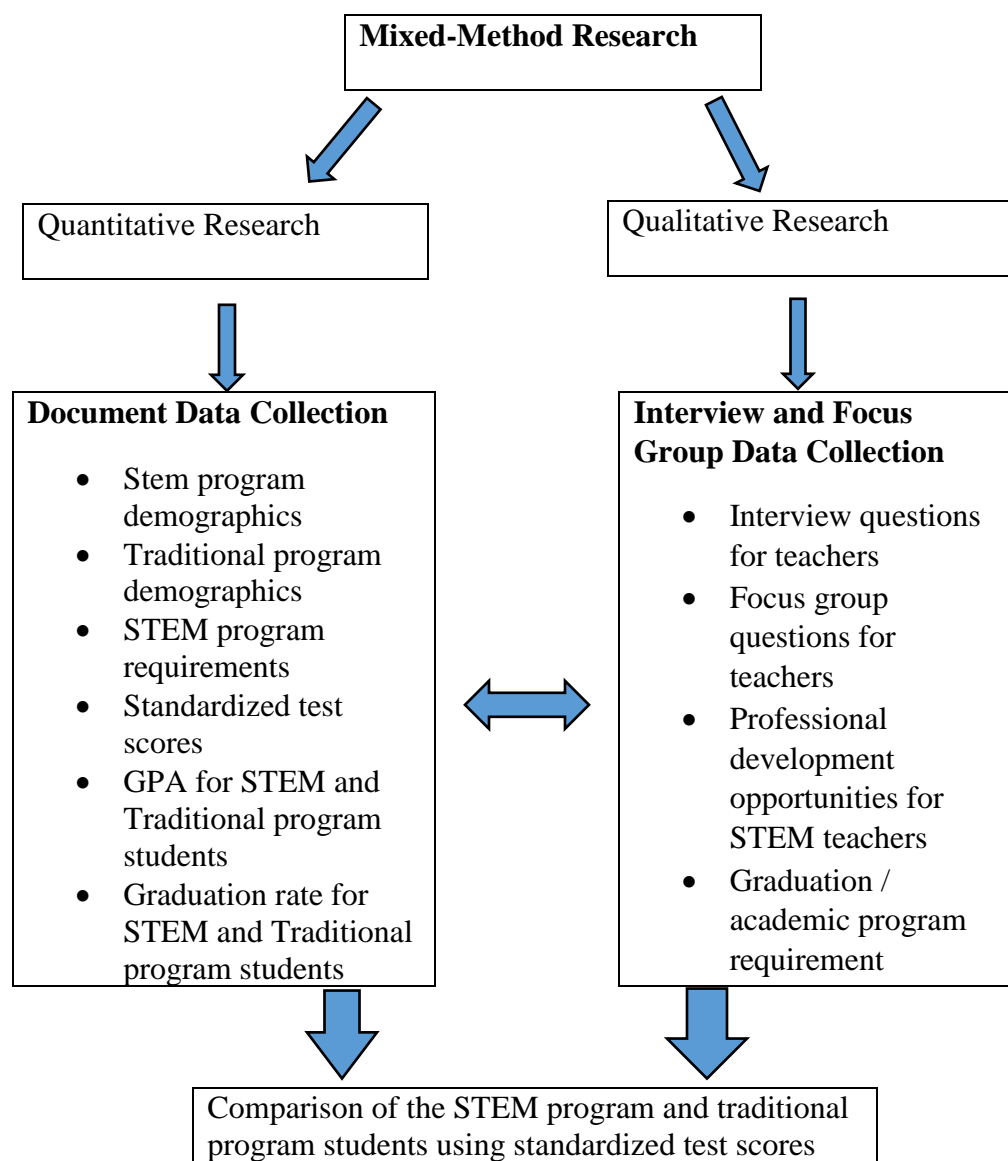 Mixed-Method Research
Quantitative Research
Qualitative Research
Document Data Collection
• Stem program
demographics
• Traditional program
demographics
• STEM program
requirements
• Standardized test
scores
• GPA for STEM and
Traditional program
students
• Graduation rate for
STEM and Traditional
program students
Interview and Focus
Group Data Collection
• Interview questions
for teachers
• Focus group
questions for
teachers
• Professional
development
opportunities for
STEM teachers
• Graduation /
academic program
requirement
Comparison of the STEM program and traditional
program students using standardized test scores